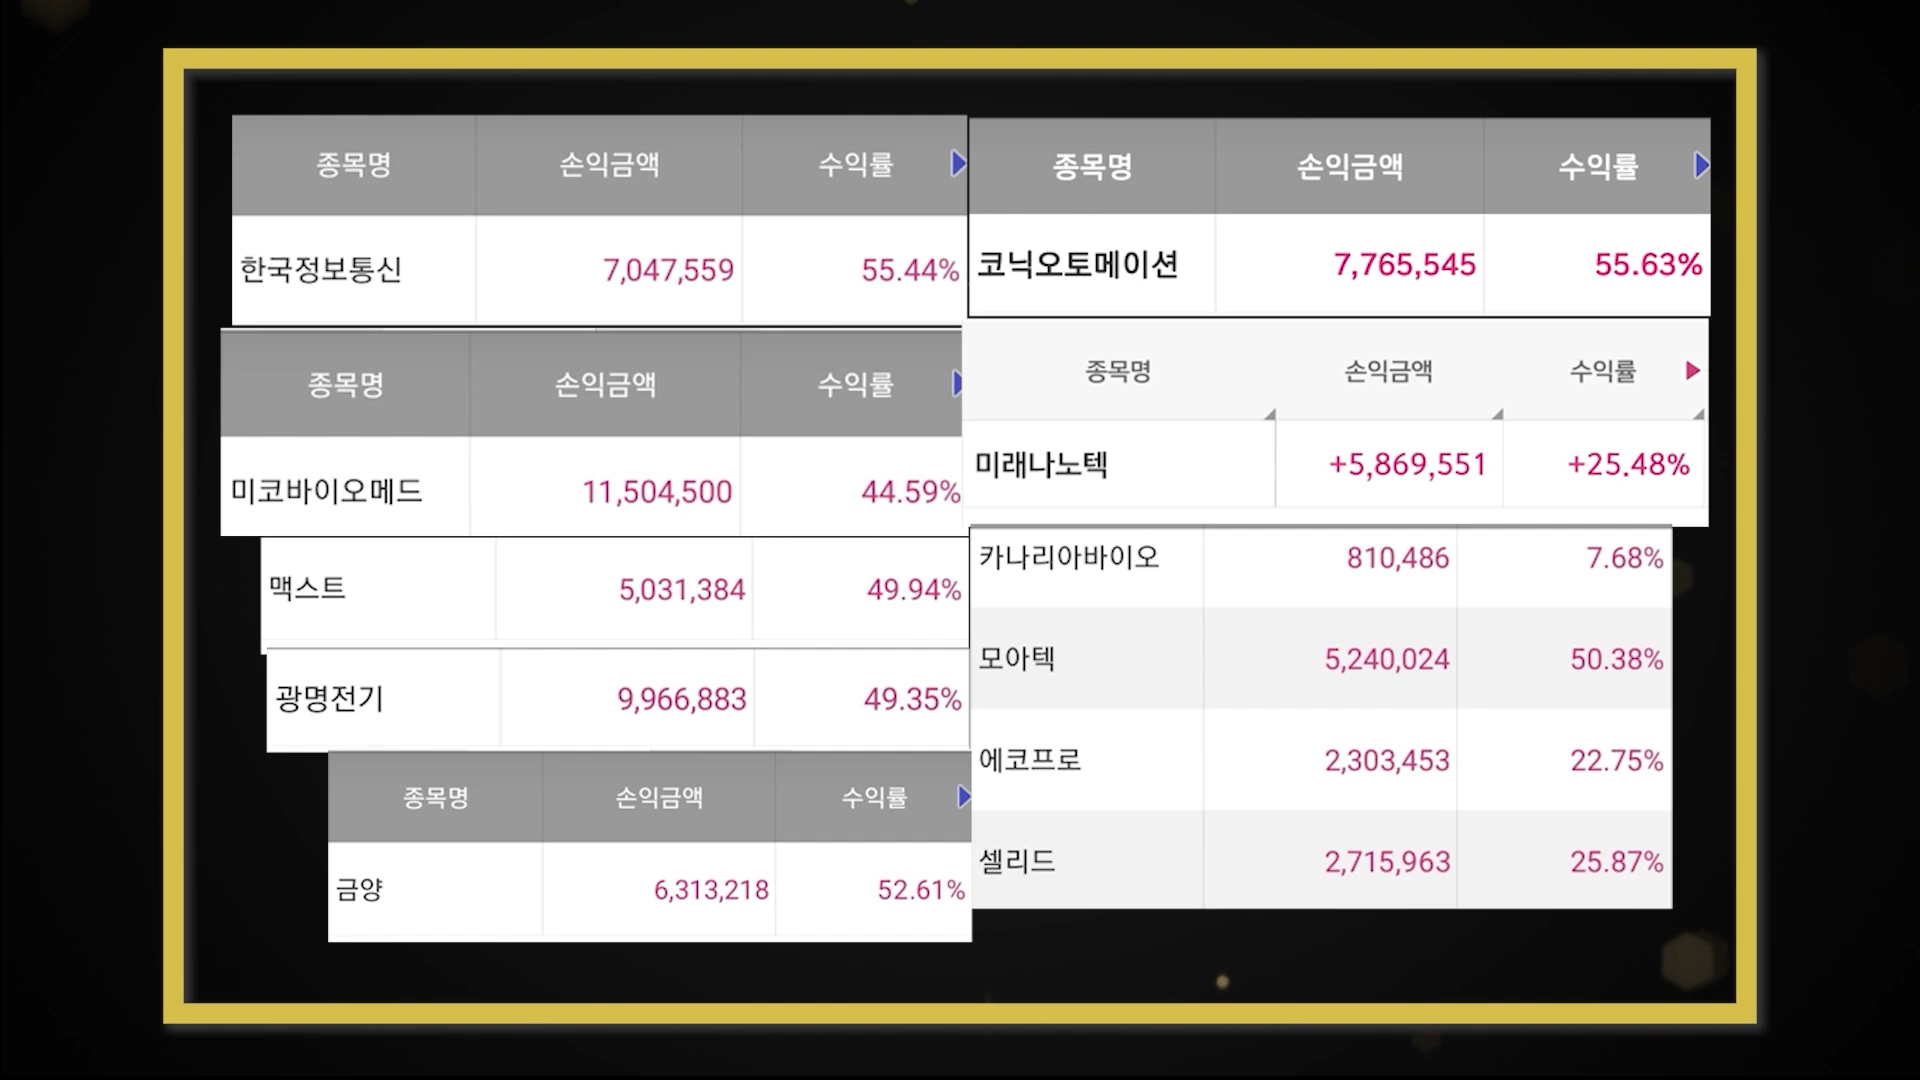 종목명 손익금액 수익률
한국정보통신 7,047,559 55.44%
종목명 손익금액 수익률
미코바이오메드 11,504,500 44.59%
맥스트 5,031,384 49.94%
광명전기 9,966,883 49.35%
종목명 손익금액 수익률
금양 6,313,218 52.61%
종목명 손익금액 수익률
코닉오토메이션 7,765,545 55.63%
종목명 손익금액 수익률
미래나노텍 +5,869,551 +25.48%
카나리아바이오 810,486 7.68%
모아텍 5,240,024 50.38%
에코프로 2,303,453 22.75%
셀리드 2,715,963 25.87%